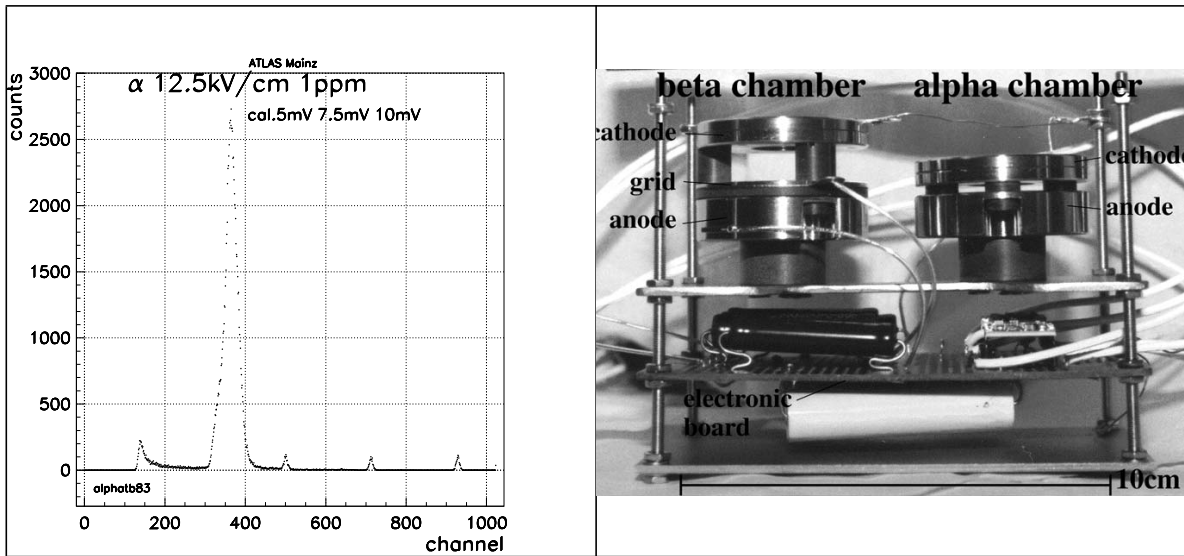 ATLAS Mainz
α 12.5kV/cm 1ppm
cal.5mV 7.5mV 10mV
counts
3000
2500
2000
1500
1000
500
0
alphatb83
0 200 400 600 800 1000
channel
beta chamber alpha chamber
cathode
cathode
grid
anode
anode
electronic
board
10cm